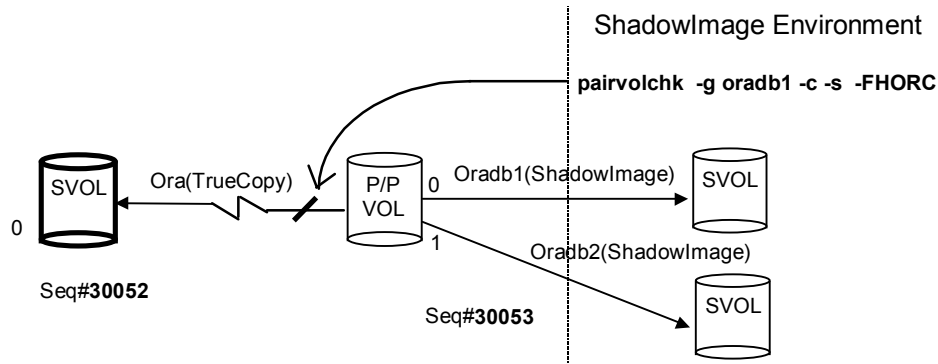 ShadowImage Environment
pairvolchk -g oradb1 -c -s -FHORC
SVOL
0
Ora(TrueCopy)
P/P
VOL
0
1
Oradb1(ShadowImage)
SVOL
Oradb2(ShadowImage)
SVOL
Seq#30052
Seq#30053